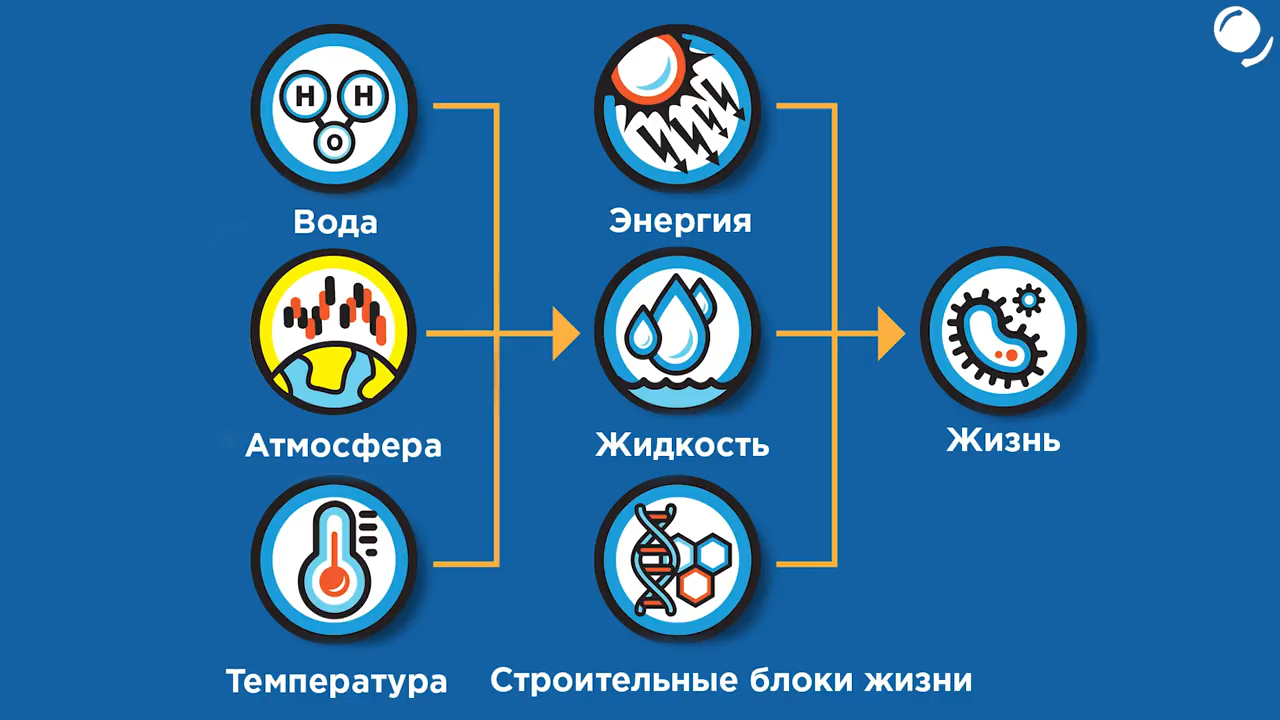 H H
O
Вода
Энергия
Атмосфера
Жидкость
Жизнь
Температура
Строительные блоки жизни